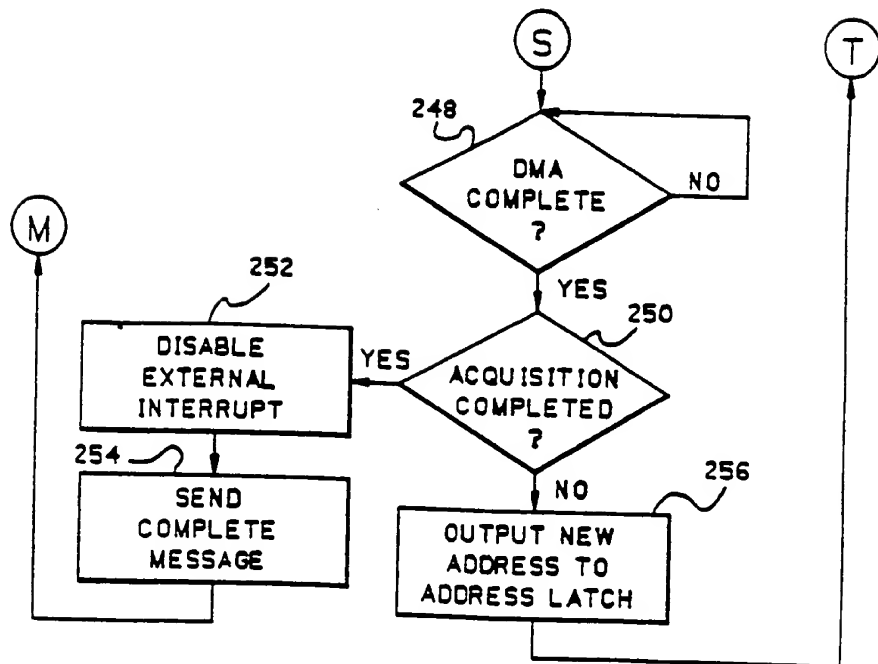 S
T
248
DMA
COMPLETE
?
NO
M
YES
252
250
DISABLE
EXTERNAL
INTERRUPT
YES
ACQUISITION
COMPLETED
?
254
NO
256
SEND
COMPLETE
MESSAGE
OUTPUT NEW
ADDRESS TO
ADDRESS LATCH